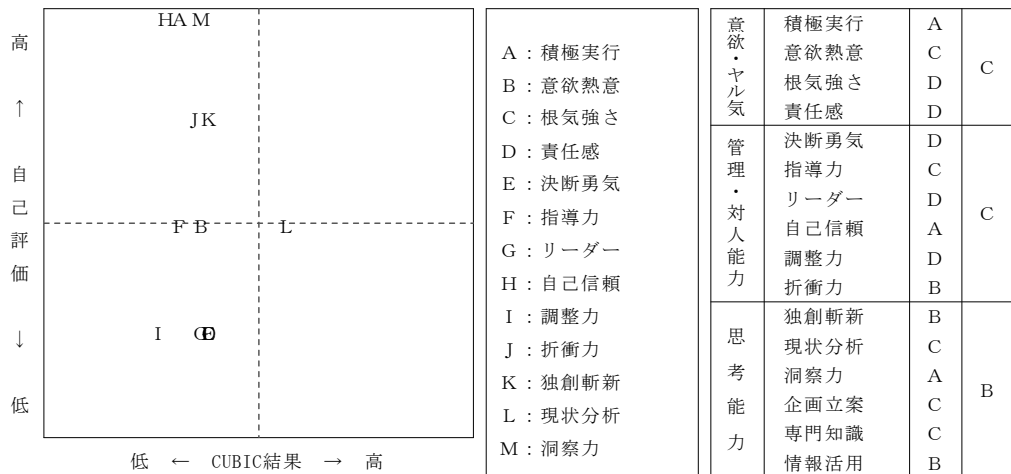 高
↑
自己評価
↓
低
HA M
J K
F B L
I
低 ← CUBIC結果 → 高
A：積極実行
B：意欲熱意
C：根気強さ
D：責任感
E：決断勇気
F：指導力
G：リーダー
H：自己信頼
I：調整力
J：折衝力
K：独創斬新
L：現状分析
M：洞察力
意欲・ヤル気
積極実行 A
意欲熱意 C
根気強さ D
責任感 D
C
管理・対人能力
決断勇気 D
指導力 C
リーダー D
自己信頼 A
調整力 D
折衝力 B
C
思考能力
独創斬新 B
現状分析 C
洞察力 A
企画立案 C
専門知識 C
情報活用 B
B